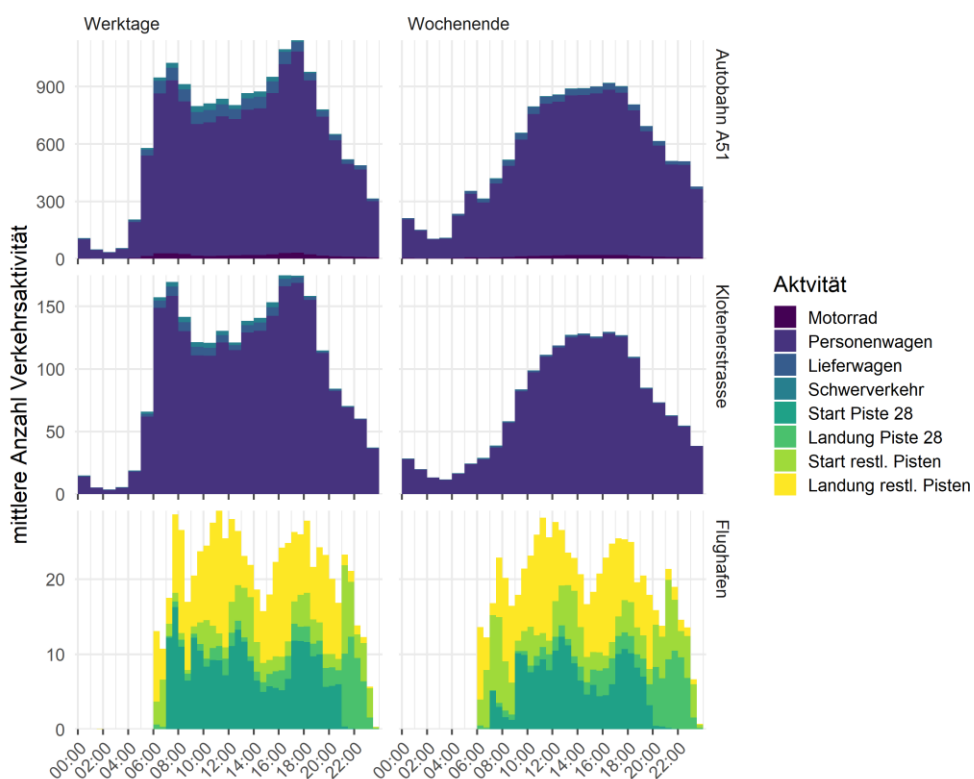 Werktage
Wochenende
mittlere Anzahl Verkehrsaktivität
900
600
300
0
Autobahn A51
150
100
50
0
Klotenerstrasse
20
10
0
Flughafen
00:00
02:00
04:00
06:00
08:00
10:00
12:00
14:00
16:00
18:00
20:00
22:00
00:00
02:00
04:00
06:00
08:00
10:00
12:00
14:00
16:00
18:00
20:00
22:00
Aktvität
Motorrad
Personenwagen
Lieferwagen
Schwerverkehr
Start Piste 28
Landung Piste 28
Start restl. Pisten
Landung restl. Pisten